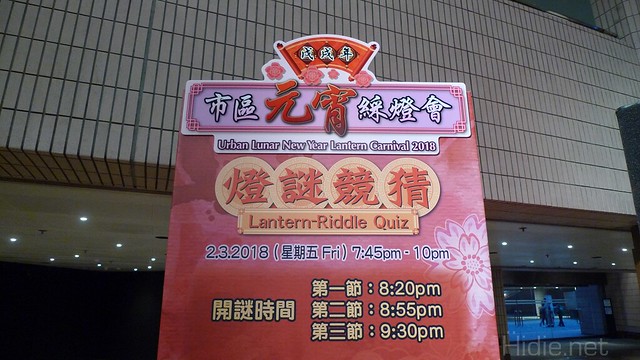 戊戌年
市區元宵綵燈會
Urban Lunar New Year Lantern Carnival 2018
燈謎競猜
Lantern-Riddle Quiz
2.3.2018 (星期五 Fri) 7:45pm - 10pm
開謎時間
第一節：8:20pm
第二節：8:55pm
第三節：9:30pm
Hidie.net